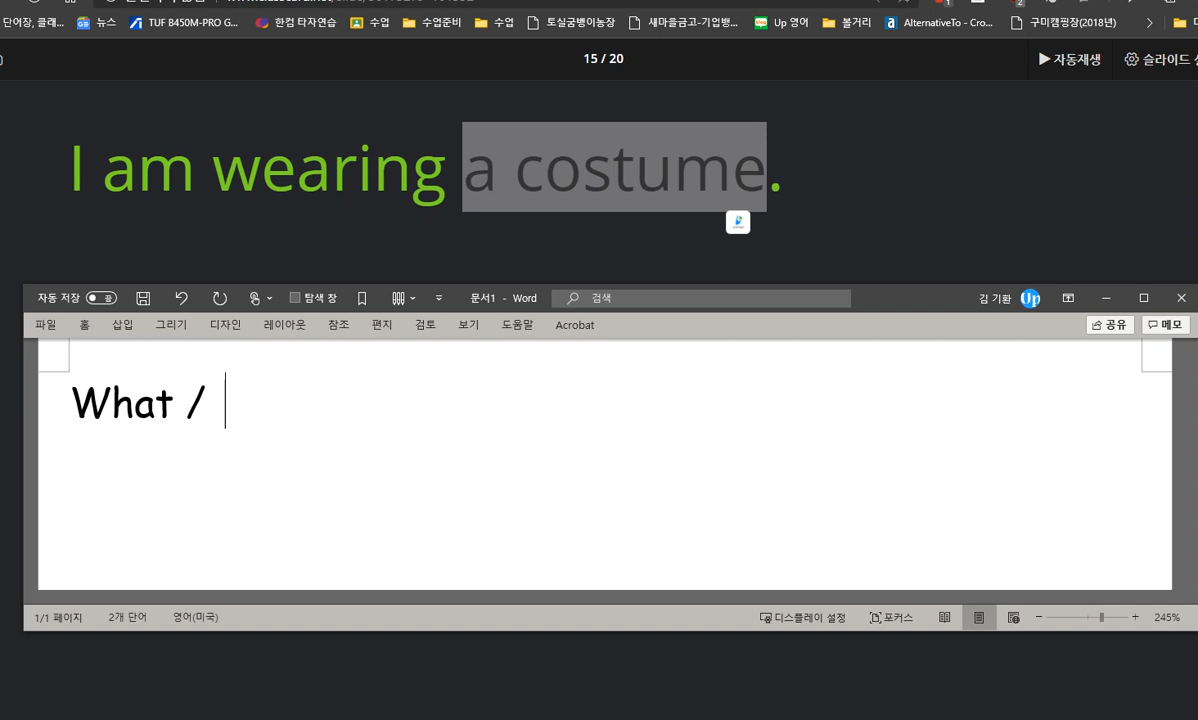 단어장, 클래... 뉴스 TUF B450M-PRO G... 한컴 타자연습 수업 수업준비 수업 토실굼벵이농장 새마을금고-기업뱅... Up 영어 볼거리 AlternativeTo - Cro... 구미캠핑장(2018년)
15 / 20 ▶자동재생 슬라이드
I am wearing a costume.
자동 저장 끔 탐색 창 문서1 - Word 검색 김 기환 Up
파일 홈 삽입 그리기 디자인 레이아웃 참조 편지 검토 보기 도움말 Acrobat 공유 메모
What /
1/1 페이지 2개 단어 영어(미국) 디스플레이 설정 포커스 245%